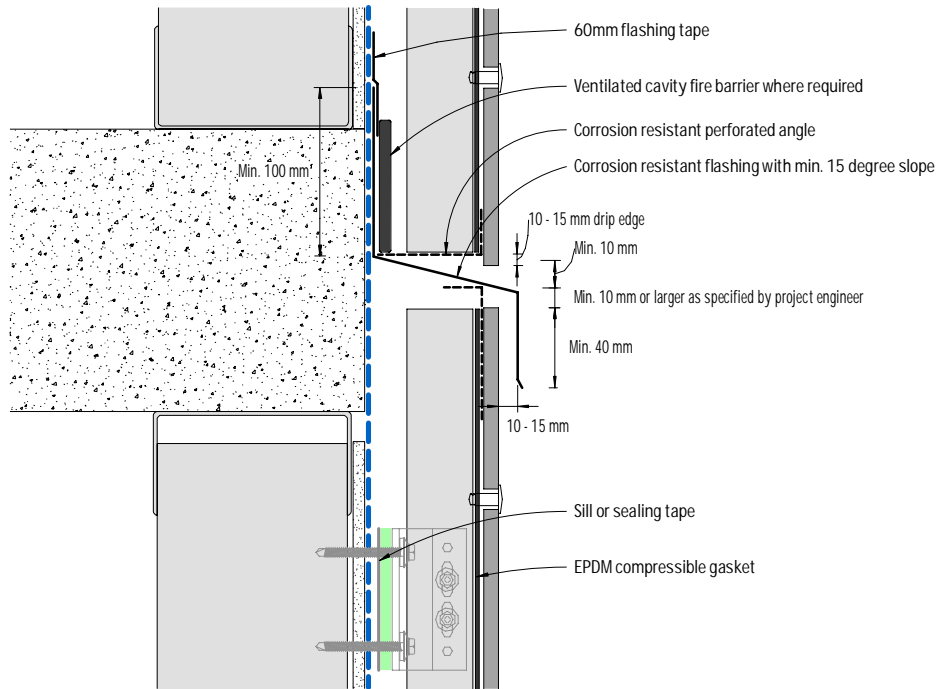 60mm flashing tape
Ventilated cavity fire barrier where required
Corrosion resistant perforated angle
Corrosion resistant flashing with min. 15 degree slope
Min. 100 mm
10 - 15 mm drip edge
Min. 10 mm
Min. 10 mm or larger as specified by project engineer
Min. 40 mm
10 - 15 mm
Sill or sealing tape
EPDM compressible gasket